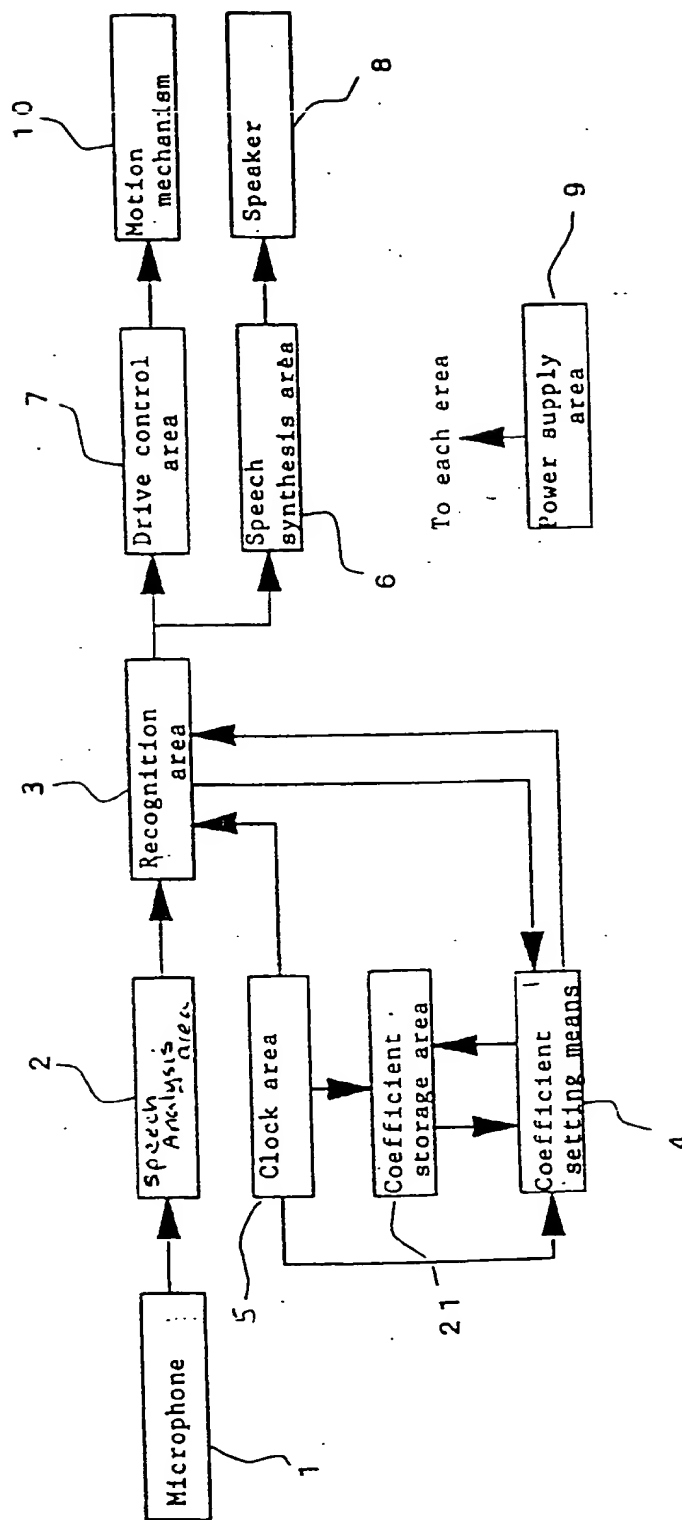 1
Microphone
2
Speech
Analysis
area
3
Recognition
area
7
Drive control
area
10
Motion
mechanism
Speech
synthesis area
6
Speaker
8
5
Clock area
Coefficient
storage area
21
Coefficient
setting means
4
To each erea
Power supply
area
9